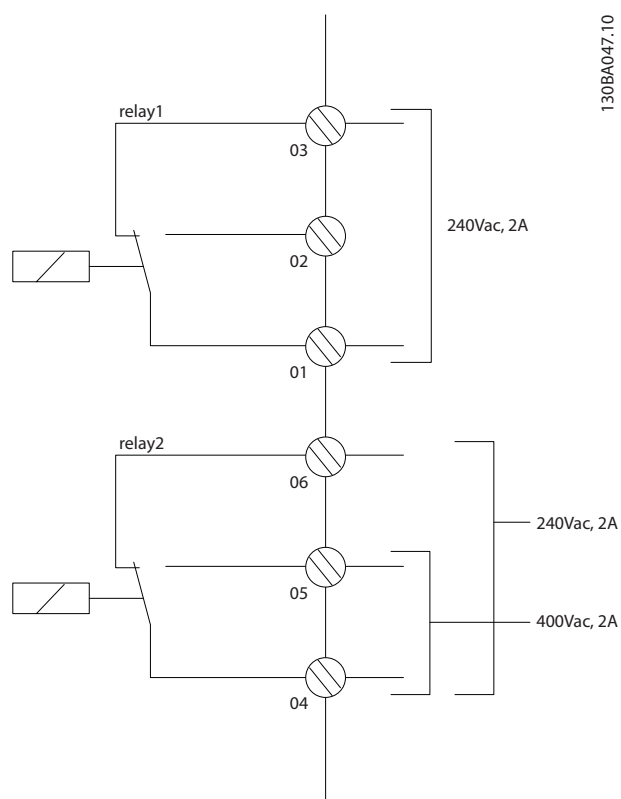 130BA047.10
relay1
03
02
240Vac, 2A
01
relay2
06
240Vac, 2A
05
400Vac, 2A
04